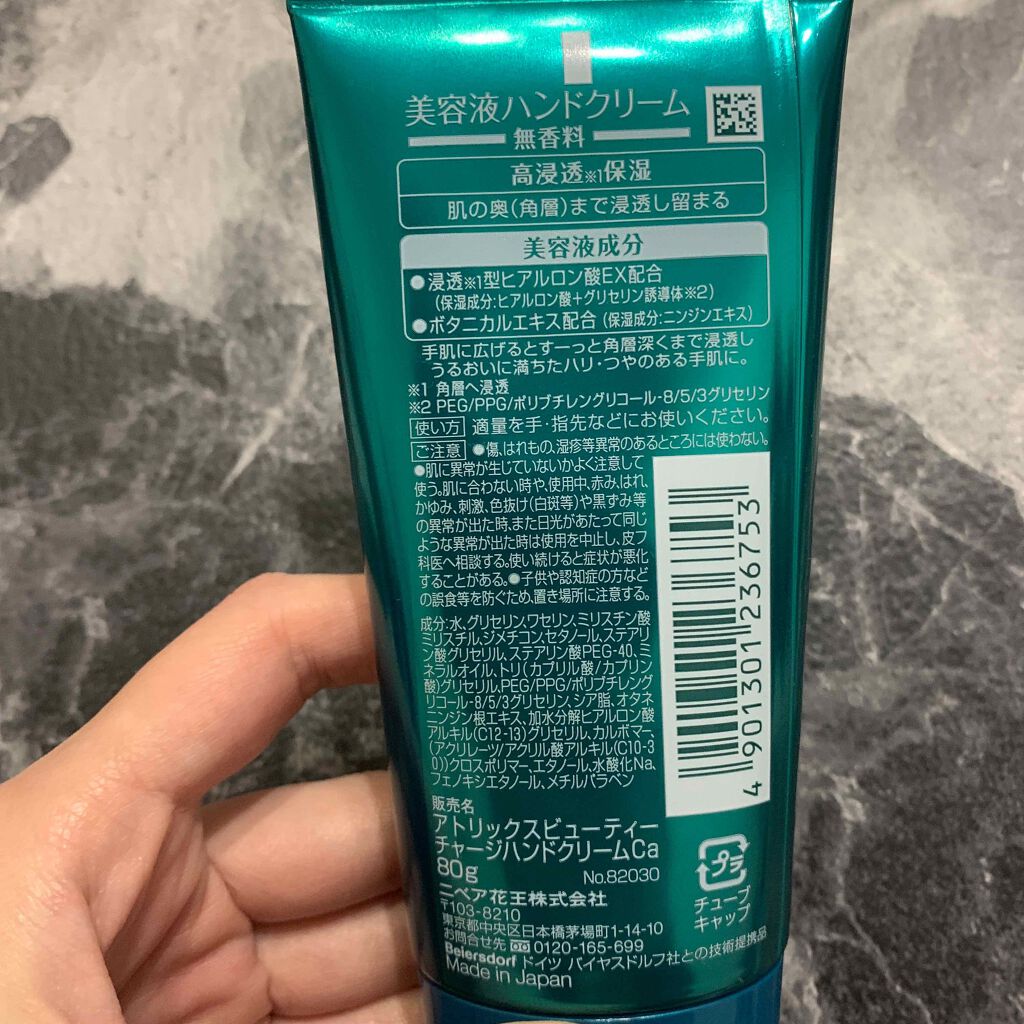 美容液ハンドクリーム
無香料
高浸透※1保湿
肌の奥(角層)まで浸透し留まる
美容液成分
●浸透※1型ヒアルロン酸EX配合
(保湿成分:ヒアルロン酸+グリセリン誘導体※2)
●ボタニカルエキス配合(保湿成分:ニンジンエキス)
手肌に広げるとすーっと角層深くまで浸透し
うるおいに満ちたハリ・つやのある手肌に。
※1 角層へ浸透
※2 PEG/PPG/ポリブチレングリコール-8/5/3グリセリン
使い方 適量を手・指先などにお使いください。
ご注意 ●傷、はれもの、湿疹等異常のあるところには使わない。
●肌に異常が生じていないかよく注意して
使う。肌に合わない時や、使用中、赤み、はれ、
かゆみ、刺激、色抜け(白斑等)や黒ずみ等
の異常が出た時、また日光があたって同じ
ような異常が出た時は使用を中止し、皮フ
科医へ相談する。使い続けると症状が悪化
することがある。●子供や認知症の方など
の誤食等を防ぐため、置き場所に注意する。
成分:水、グリセリン、ワセリン、ミリスチン酸
ミリスチル、ジメチコン、セタノール、ステアリ
ン酸グリセリル、ステアリン酸PEG-40、ミ
ネラルオイル、トリ(カプリル酸/カプリン
酸)グリセリル、PEG/PPG/ポリブチレング
リコール-8/5/3グリセリン、シア脂、オタネ
ニンジン根エキス、加水分解ヒアルロン酸
アルキル(C12-13)グリセリル、カルボマー、
(アクリレーツ/アクリル酸アルキル(C10-3
0))クロスポリマー、エタノール、水酸化Na、
フェノキシエタノール、メチルパラベン
4 901301 236753
販売名
アトリックスビューティー
チャージハンドクリームCa
80g No.82030
ニベア花王株式会社
〒103-8210
東京都中央区日本橋茅場町1-14-10
お問合せ先 0120-165-699
Beiersdorf ドイツ バイヤスドルフ社との技術提携品
Made in Japan
プラ
チューブ
キャップ